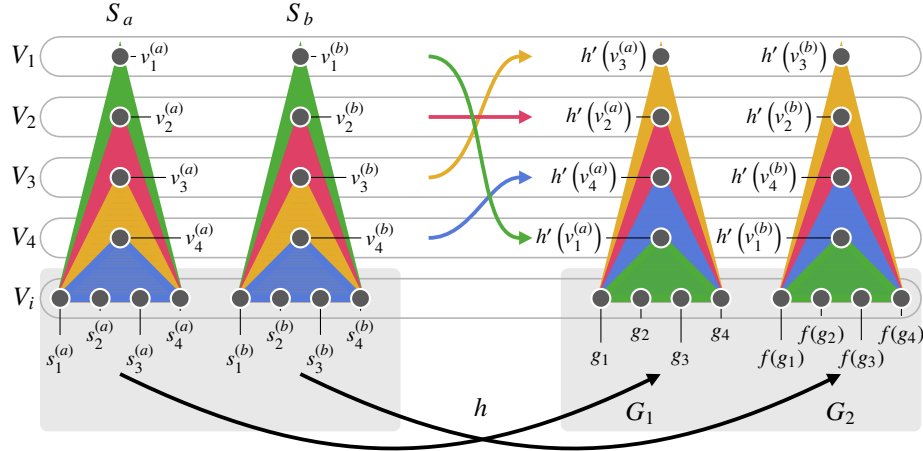 S_a S_b
V_1 v_1^{(a)} v_1^{(b)} h′(v_3^{(a)}) h′(v_3^{(b)})
V_2 v_2^{(a)} v_2^{(b)} h′(v_2^{(a)}) h′(v_2^{(b)})
V_3 v_3^{(a)} v_3^{(b)} h′(v_4^{(a)}) h′(v_4^{(b)})
V_4 v_4^{(a)} v_4^{(b)} h′(v_1^{(a)}) h′(v_1^{(b)})
V_i
s_1^{(a)} s_2^{(a)} s_3^{(a)} s_4^{(a)} s_1^{(b)} s_2^{(b)} s_3^{(b)} s_4^{(b)} g_1 g_2 g_3 g_4 f(g_1) f(g_2) f(g_3) f(g_4)
h G_1 G_2